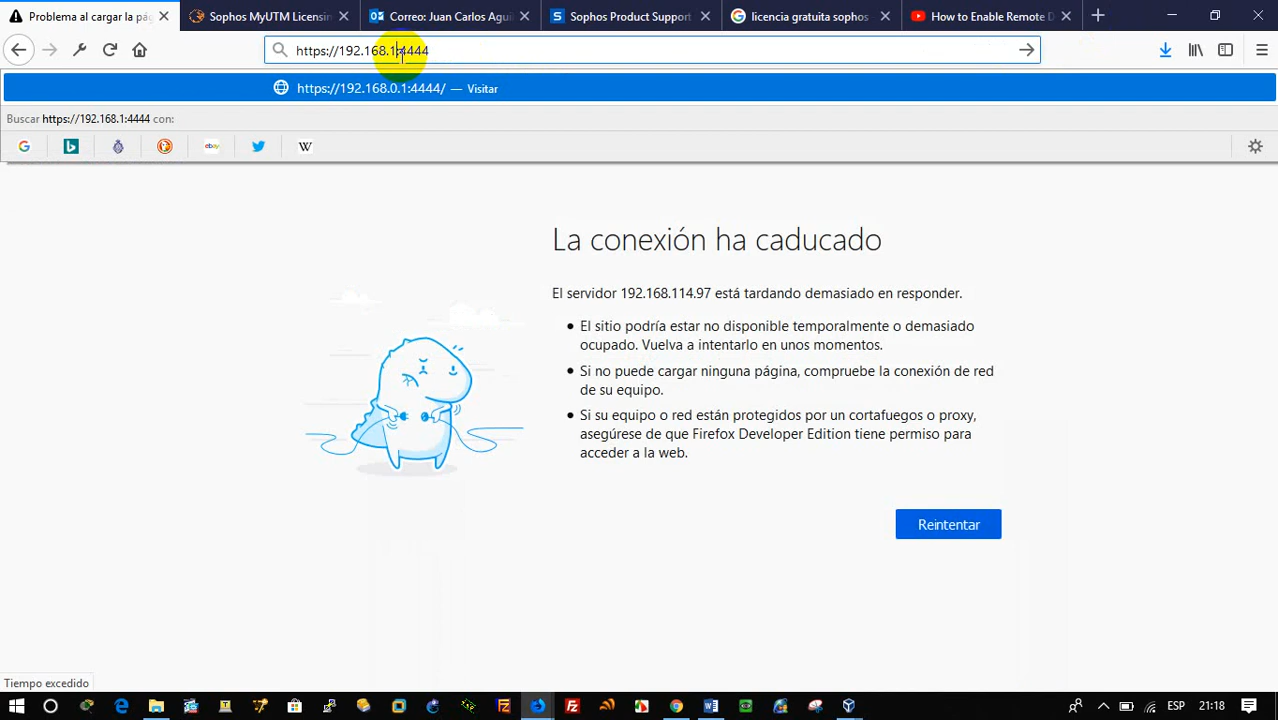 Problema al cargar la pág
Sophos MyUTM Licensin
Correo: Juan Carlos Agui
Sophos Product Support
licencia gratuita sophos
How to Enable Remote D
https://192.168.1:4444
https://192.168.0.1:4444/ — Visitar
Buscar https://192.168.1:4444 con:
La conexión ha caducado
El servidor 192.168.114.97 está tardando demasiado en responder.
El sitio podría estar no disponible temporalmente o demasiado
ocupado. Vuelva a intentarlo en unos momentos.
Si no puede cargar ninguna página, compruebe la conexión de red
de su equipo.
Si su equipo o red están protegidos por un cortafuegos o proxy,
asegúrese de que Firefox Developer Edition tiene permiso para
acceder a la web.
Reintentar
Tiempo excedido
ESP
21:18